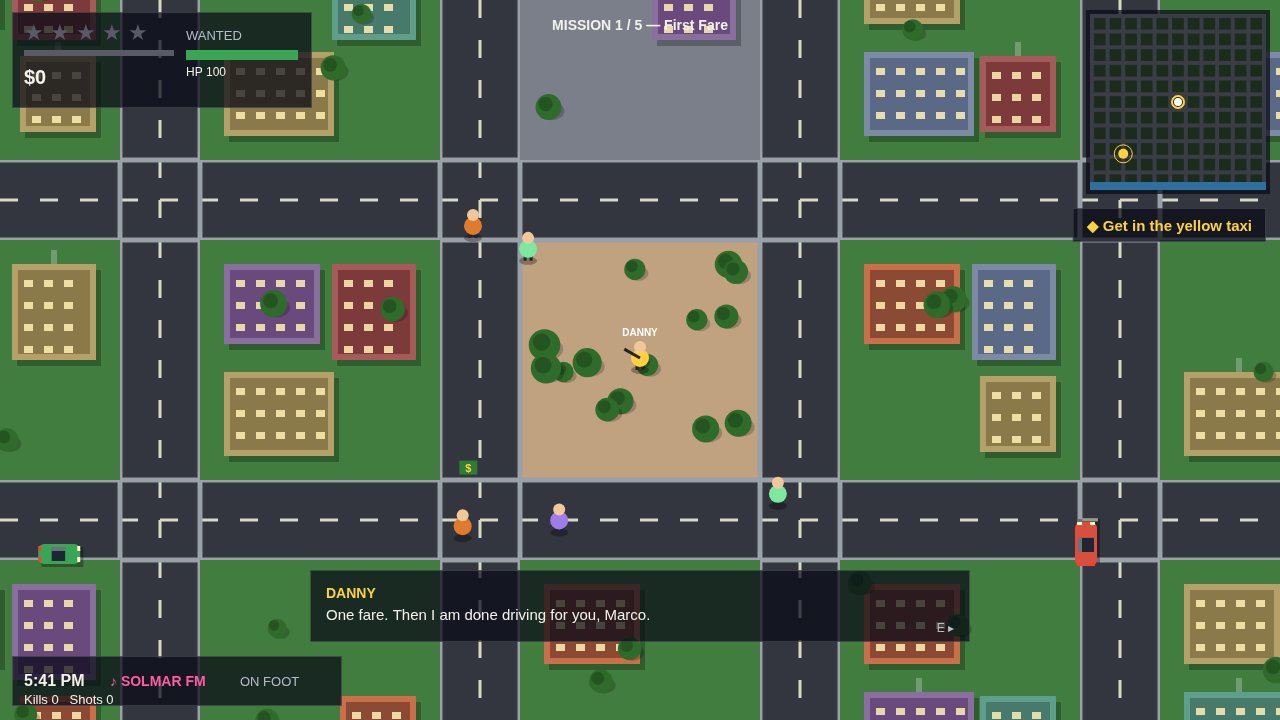 MISSION 1 / 5 — First Fare
★ ★ ★ ★ ★ WANTED
HP 100
$0
◆ Get in the yellow taxi
DANNY
$
DANNY
One fare. Then I am done driving for you, Marco.
E ▸
5:41 PM ♪ SOLMAR FM ON FOOT
Kills 0 Shots 0